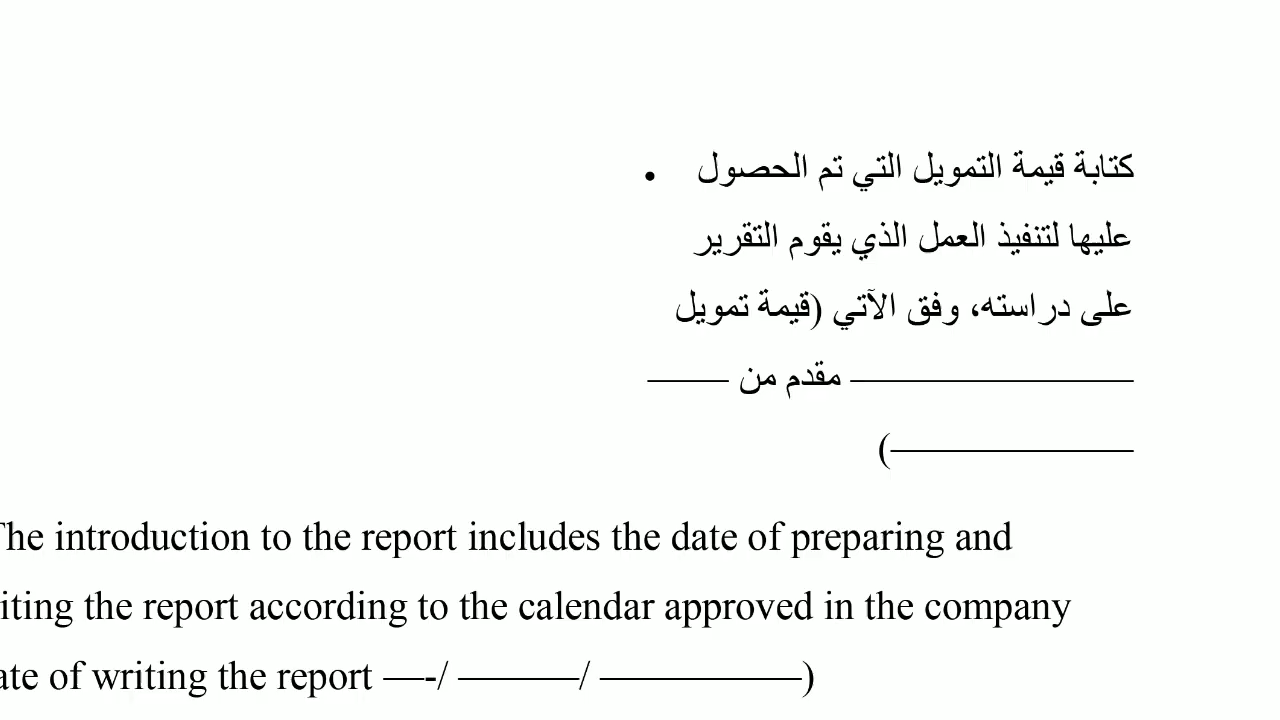 كتابة قيمة التمويل التي تم الحصول •
عليها لتنفيذ العمل الذي يقوم التقرير
على دراسته، وفق الآتي (قيمة تمويل
—————————— مقدم من ————
————————————)
The introduction to the report includes the date of preparing and
iting the report according to the calendar approved in the company
ate of writing the report —-/ ———/ —————)